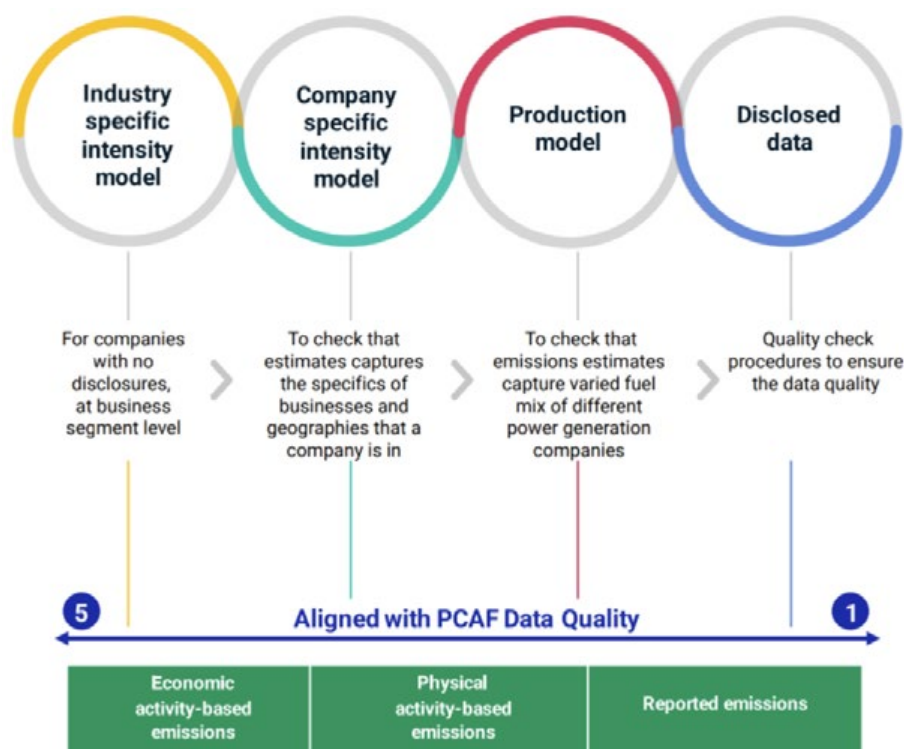 Industry
specific
intensity
model
Company
specific
intensity
model
Production
model
Disclosed
data
For companies
with no
disclosures,
at business
segment level
To check that
estimates captures
the specifics of
businesses and
geographies that a
company is in
To check that
emissions estimates
capture varied fuel
mix of different
power generation
companies
Quality check
procedures to ensure
the data quality
5
Aligned with PCAF Data Quality
1
Economic
activity-based
emissions
Physical
activity-based
emissions
Reported emissions